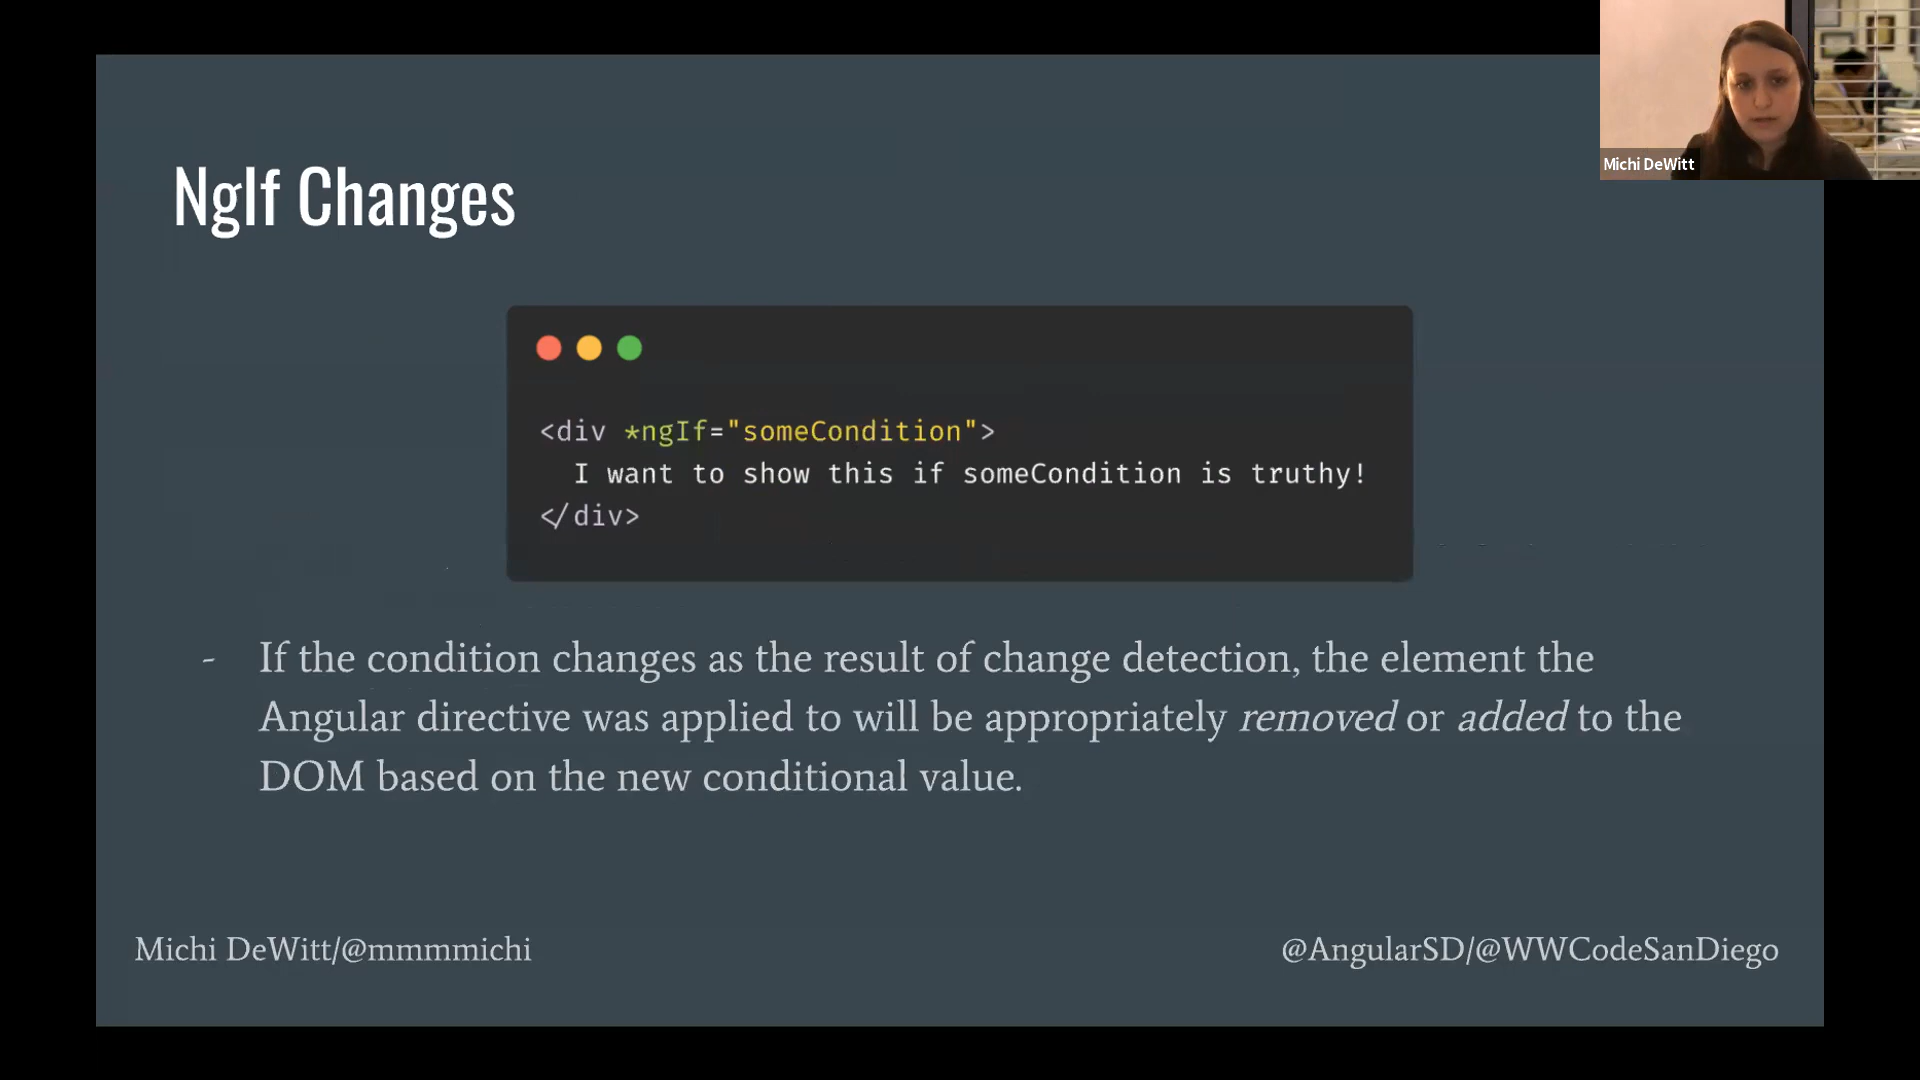 Michi DeWitt
NgIf Changes
<div *ngIf="someCondition">
I want to show this if someCondition is truthy!
</div>
- If the condition changes as the result of change detection, the element the
Angular directive was applied to will be appropriately removed or added to the
DOM based on the new conditional value.
Michi DeWitt/@mmmmichi
@AngularSD/@WWCodeSanDiego